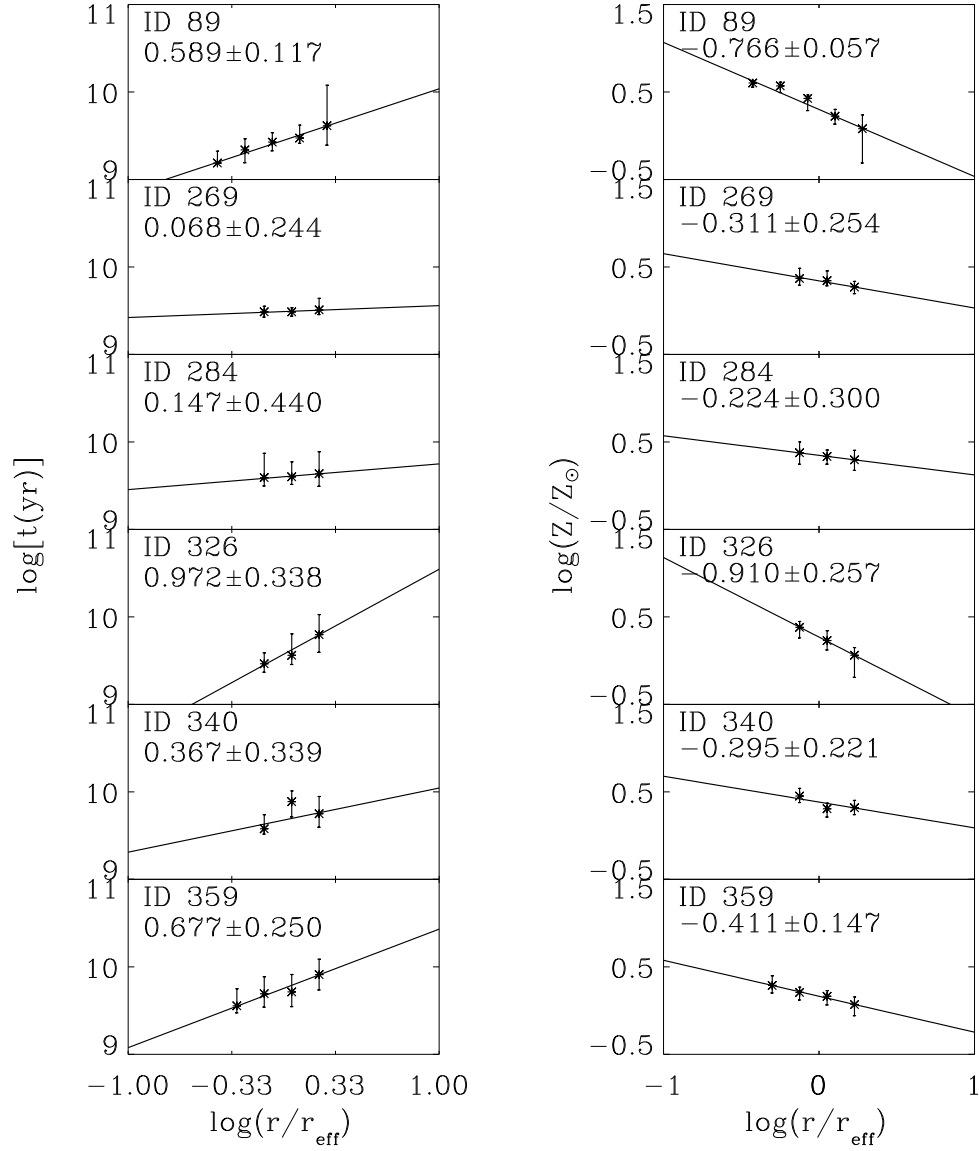 11
ID 89
0.589±0.117
10
9
11
ID 269
0.068±0.244
10
9
11
ID 284
0.147±0.440
10
9
11
ID 326
0.972±0.338
10
9
11
ID 340
0.367±0.339
10
9
11
ID 359
0.677±0.250
10
9
-1.00 -0.33 0.33 1.00
log(r/r_eff)
log[t(yr)]
1.5
ID 89
−0.766±0.057
0.5
−0.5
1.5
ID 269
−0.311±0.254
0.5
−0.5
1.5
ID 284
−0.224±0.300
0.5
−0.5
1.5
ID 326
−0.910±0.257
0.5
−0.5
1.5
ID 340
−0.295±0.221
0.5
−0.5
1.5
ID 359
−0.411±0.147
0.5
−0.5
−1 0 1
log(r/r_eff)
log(Z/Z_⊙)